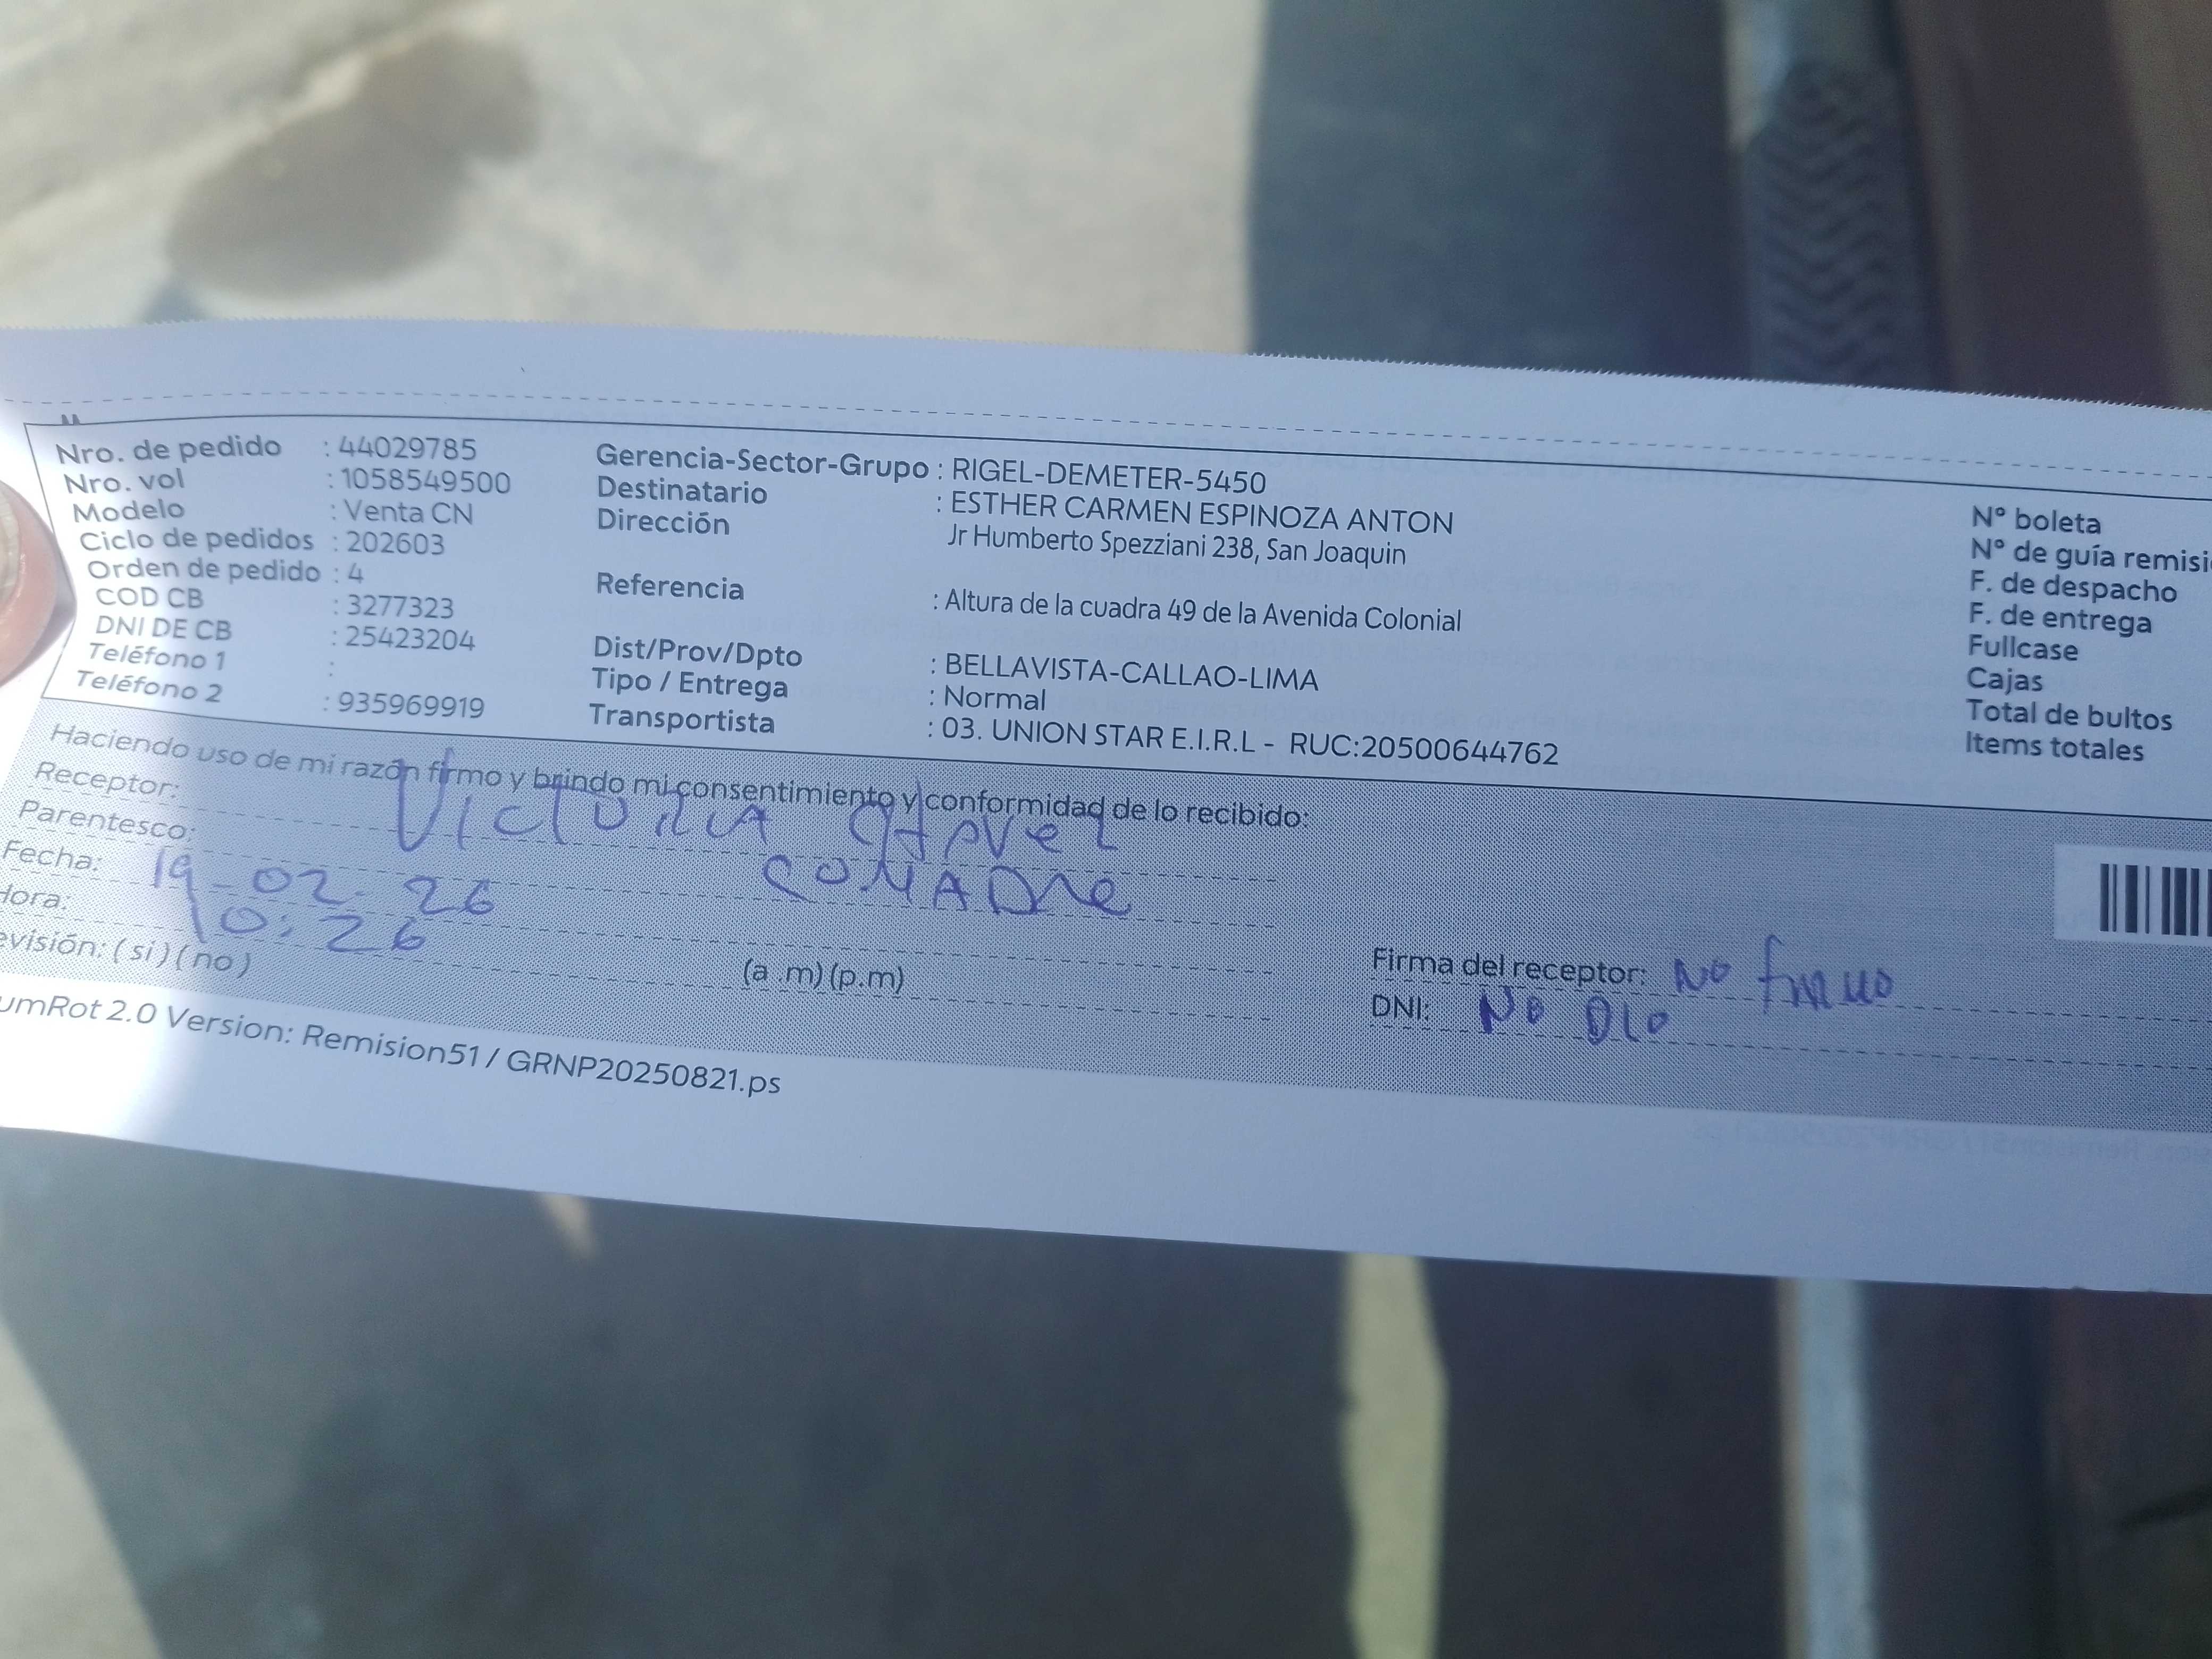 Nro. de pedido : 44029785
Nro. vol : 1058549500
Modelo : Venta CN
Ciclo de pedidos : 202603
Orden de pedido : 4
COD CB : 3277323
DNI DE CB : 25423204
Teléfono 1 :
Teléfono 2 : 935969919
Gerencia-Sector-Grupo : RIGEL-DEMETER-5450
Destinatario : ESTHER CARMEN ESPINOZA ANTON
Dirección Jr Humberto Spezziani 238, San Joaquin
Referencia : Altura de la cuadra 49 de la Avenida Colonial
Dist/Prov/Dpto : BELLAVISTA-CALLAO-LIMA
Tipo / Entrega : Normal
Transportista : 03. UNION STAR E.I.R.L - RUC:20500644762
N° boleta
N° de guía remisi
F. de despacho
F. de entrega
Fullcase
Cajas
Total de bultos
Items totales
Haciendo uso de mi razón firmo y brindo mi consentimiento y conformidad de lo recibido:
Receptor: VICTORIA
Parentesco: COMADRE
Fecha: 19-02-26
Hora: 10:26 (a .m) (p.m)
evisión: ( si ) ( no )
Firma del receptor: No firmo
DNI: NO DIO
umRot 2.0 Version: Remision51 / GRNP20250821.ps